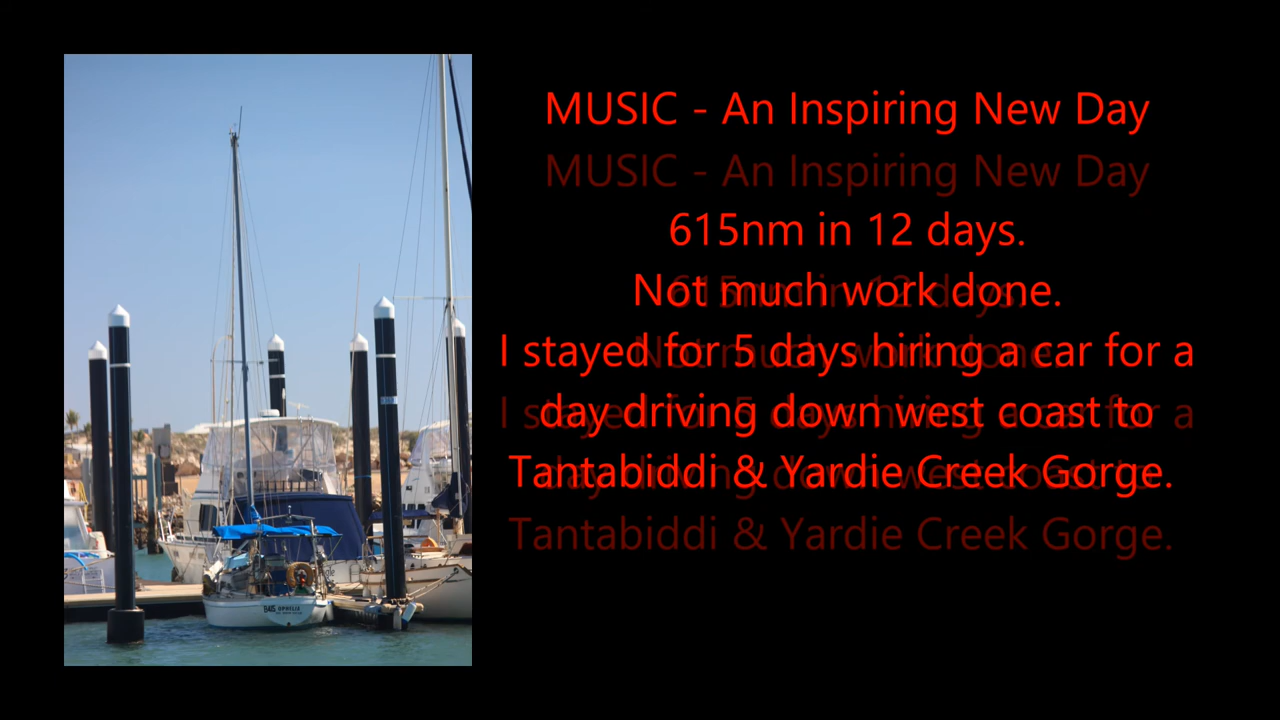 MUSIC - An Inspiring New Day
615nm in 12 days.
Not much work done.
I stayed for 5 days hiring a car for a
day driving down west coast to
Tantabiddi & Yardie Creek Gorge.
OPHELIA